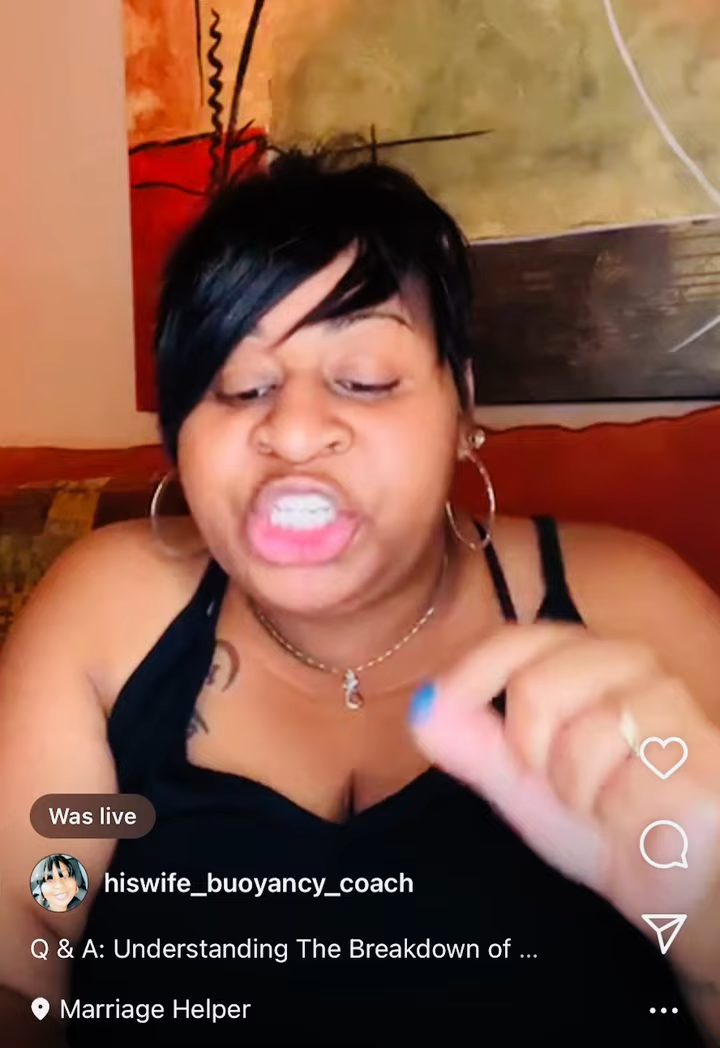 Was live
hiswife_buoyancy_coach
Q & A: Understanding The Breakdown of ...
Marriage Helper